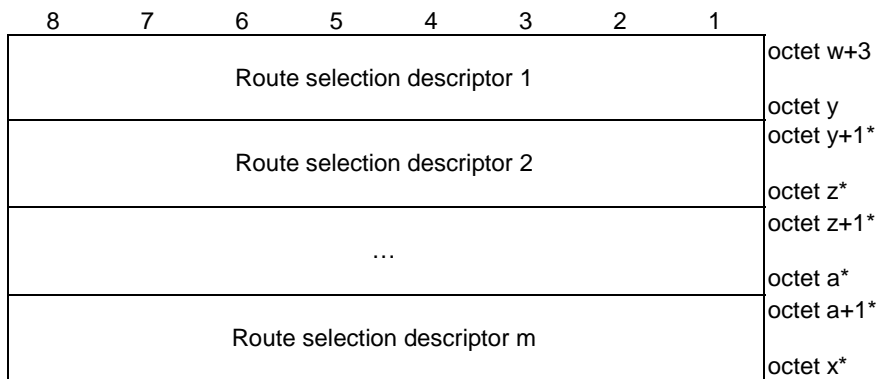 8 7 6 5 4 3 2 1
octet w+3
Route selection descriptor 1
octet y
octet y+1*
Route selection descriptor 2
octet z*
octet z+1*
…
octet a*
octet a+1*
Route selection descriptor m
octet x*